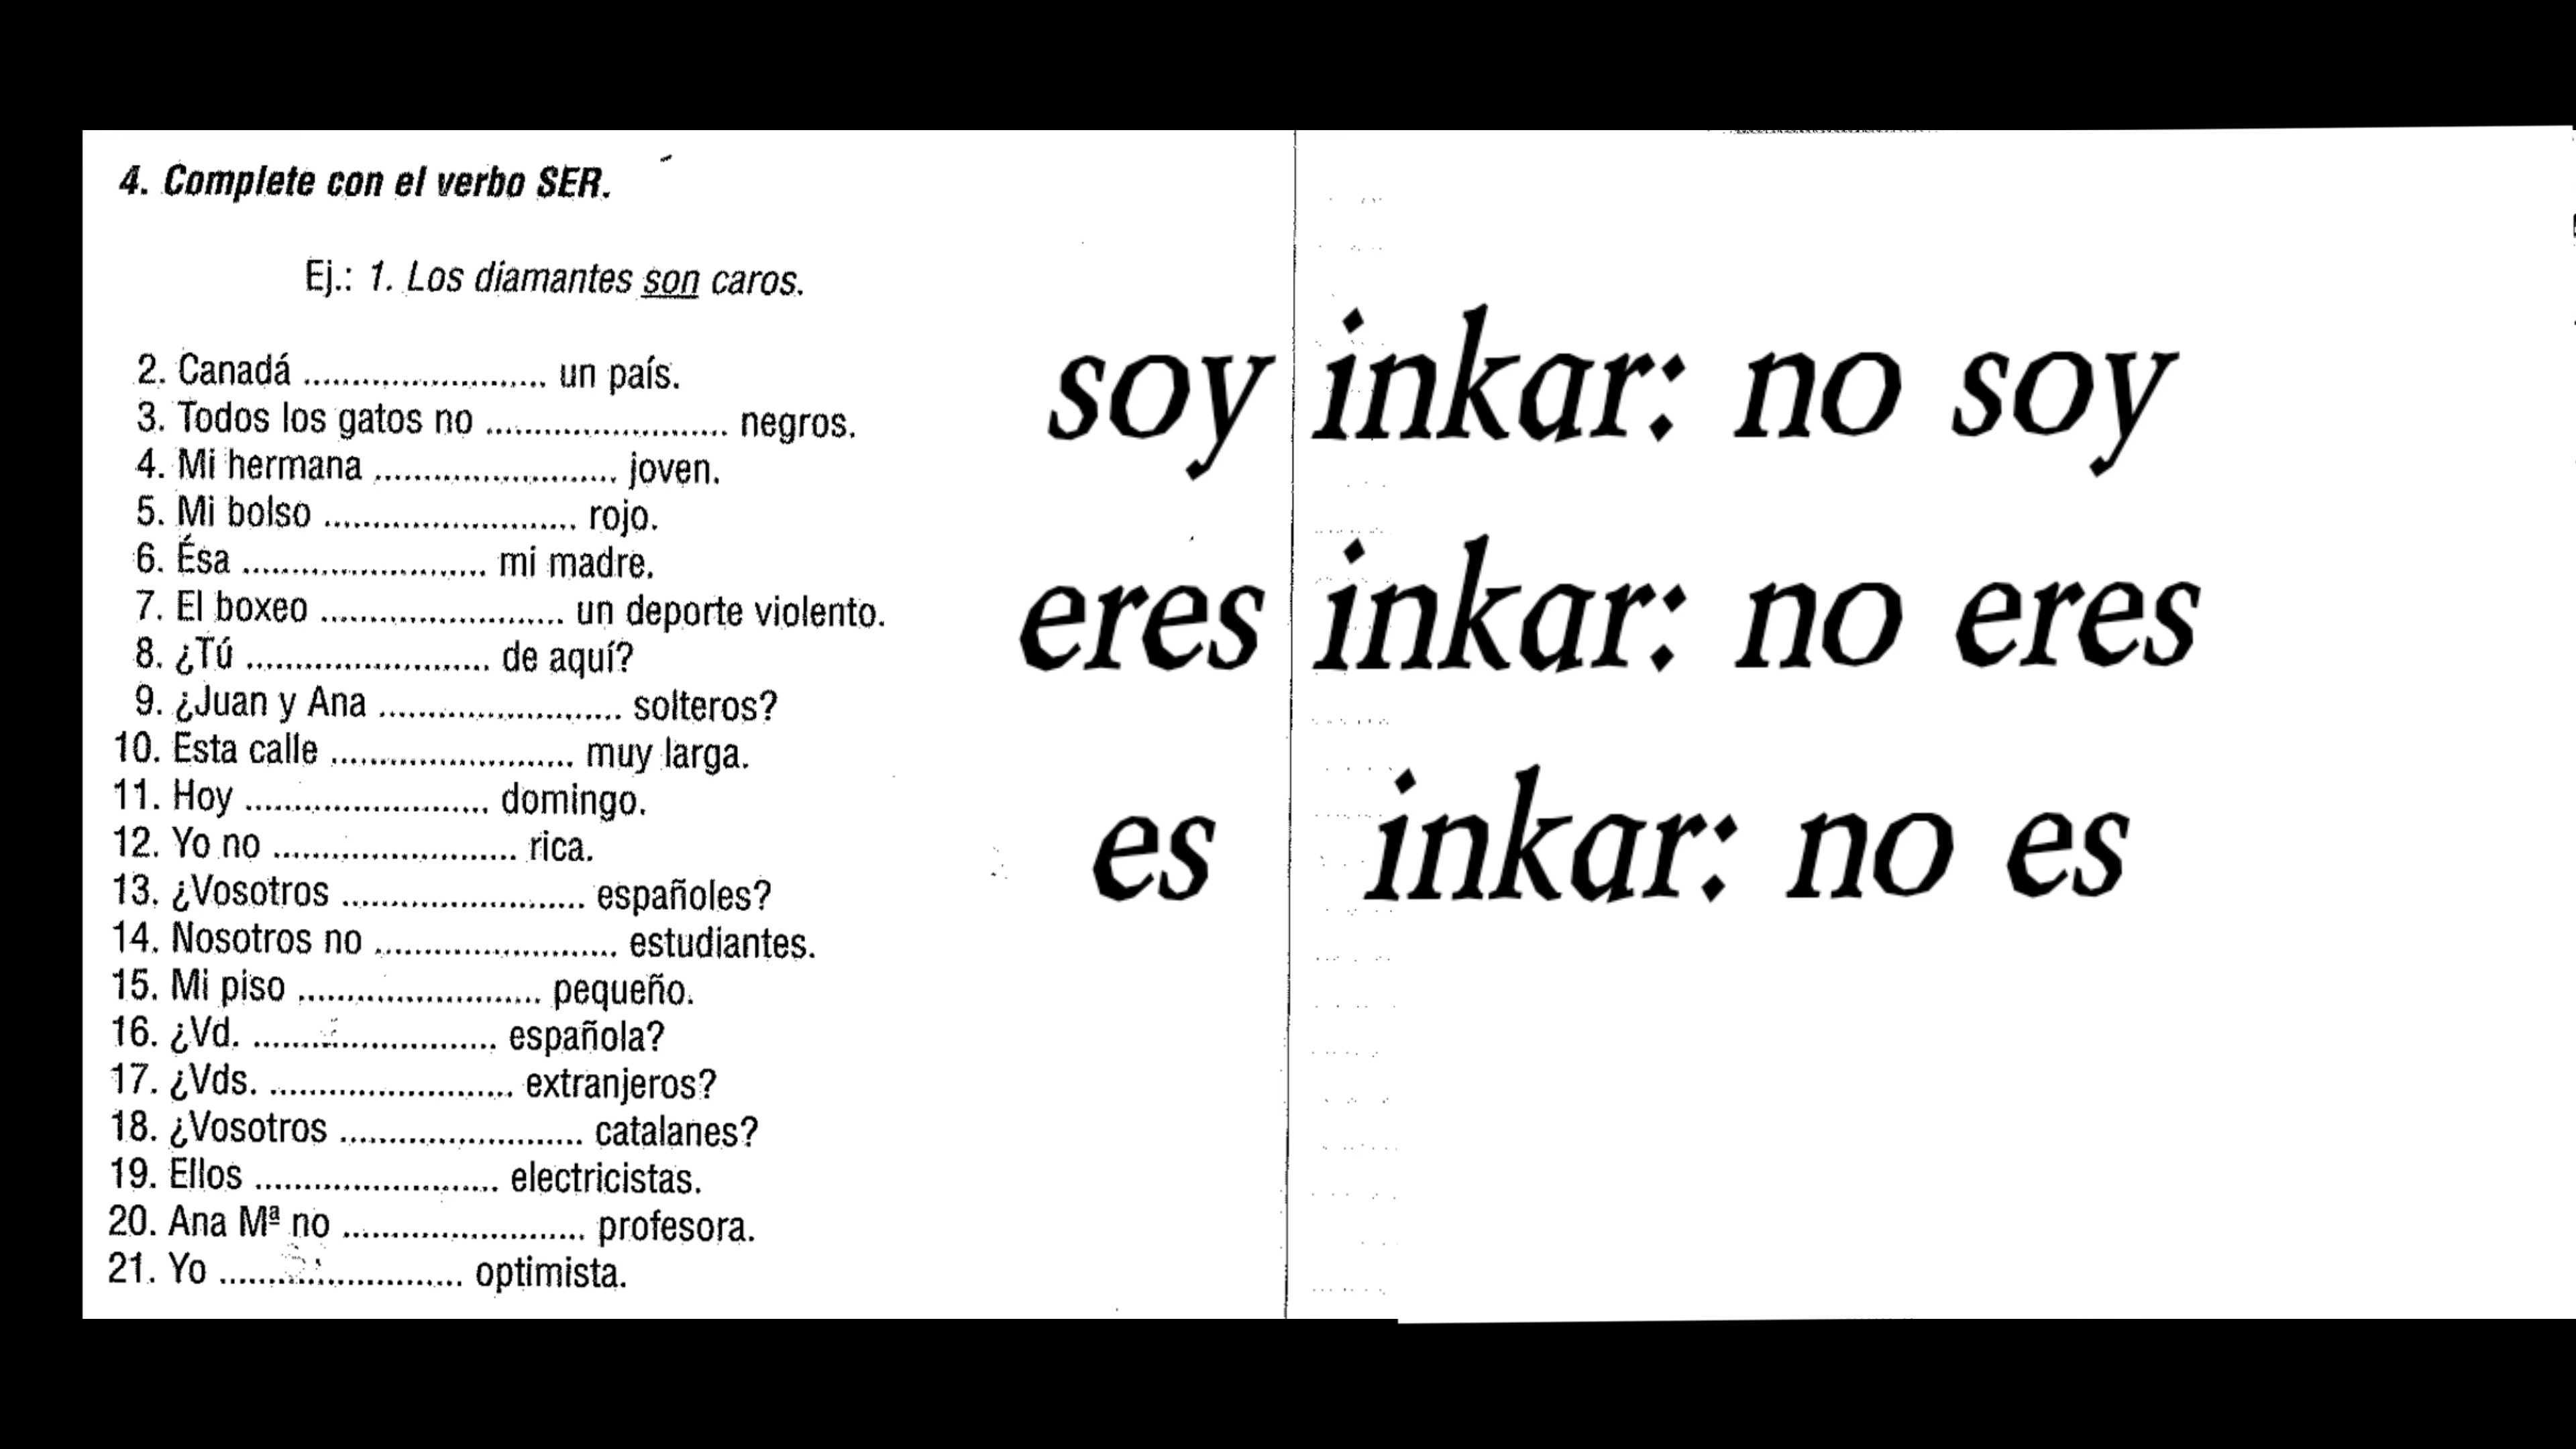 4. Complete con el verbo SER.
Ej.: 1. Los diamantes son caros.
2. Canadá ........................ un país.
3. Todos los gatos no ........................ negros.
4. Mi hermana ........................ joven.
5. Mi bolso ........................ rojo.
6. Ésa ........................ mi madre.
7. El boxeo ........................ un deporte violento.
8. ¿Tú ........................ de aquí?
9. ¿Juan y Ana ........................ solteros?
10. Esta calle ........................ muy larga.
11. Hoy ........................ domingo.
12. Yo no ........................ rica.
13. ¿Vosotros ........................ españoles?
14. Nosotros no ........................ estudiantes.
15. Mi piso ........................ pequeño.
16. ¿Vd. ........................ española?
17. ¿Vds. ........................ extranjeros?
18. ¿Vosotros ........................ catalanes?
19. Ellos ........................ electricistas.
20. Ana Mª no ........................ profesora.
21. Yo ........................ optimista.
soy inkar: no soy
eres inkar: no eres
es inkar: no es